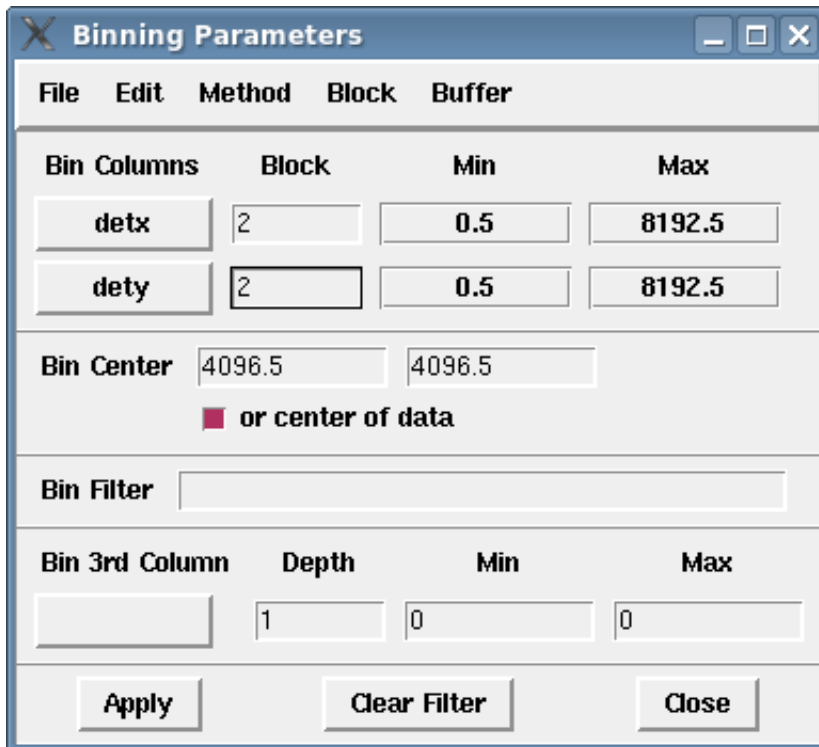 Binning Parameters
File Edit Method Block Buffer
Bin Columns Block Min Max
detx 2 0.5 8192.5
dety 2 0.5 8192.5
Bin Center 4096.5 4096.5
or center of data
Bin Filter
Bin 3rd Column Depth Min Max
1 0 0
Apply Clear Filter Close